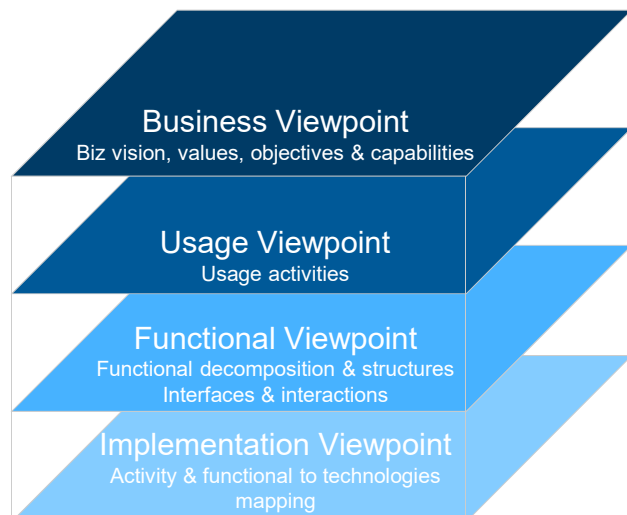 Business Viewpoint
Biz vision, values, objectives & capabilities
Usage Viewpoint
Usage activities
Functional Viewpoint
Functional decomposition & structures
Interfaces & interactions
Implementation Viewpoint
Activity & functional to technologies
mapping